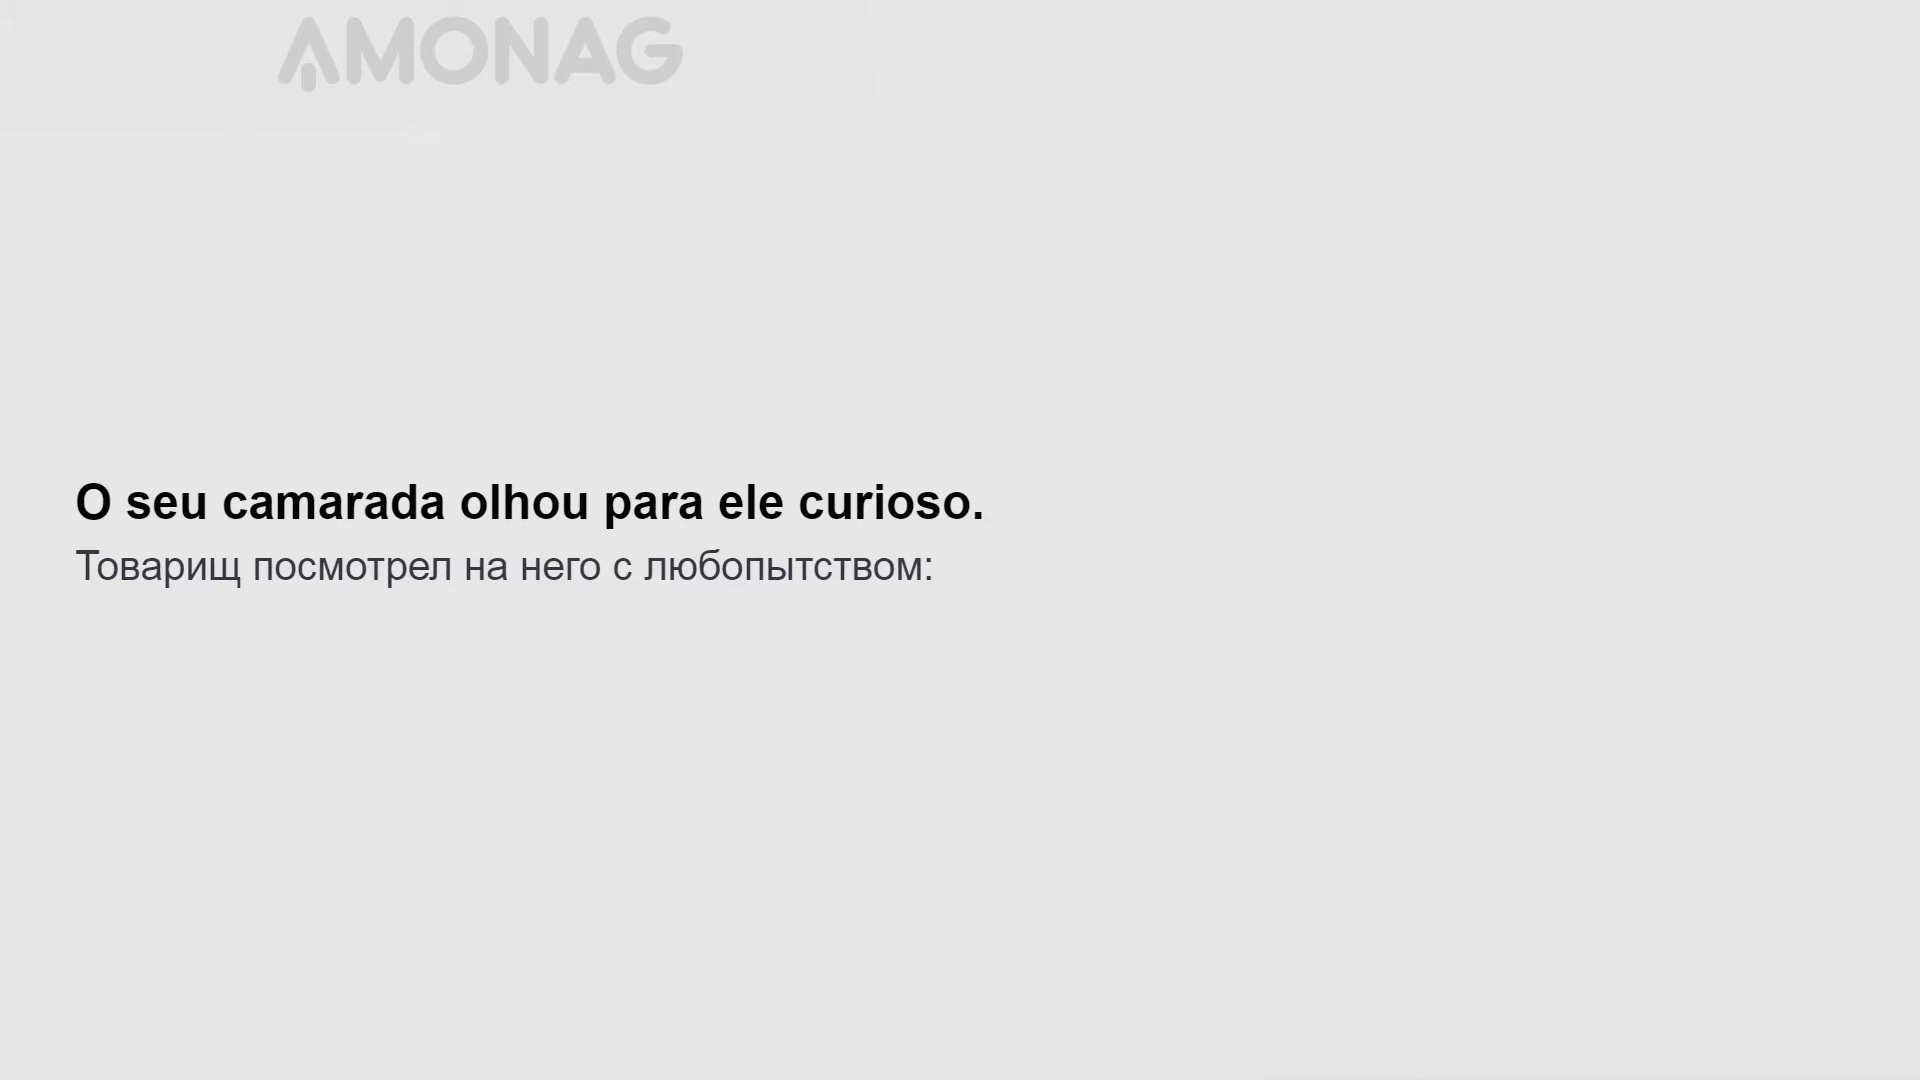 AMONAG
O seu camarada olhou para ele curioso.
Товарищ посмотрел на него с любопытством: